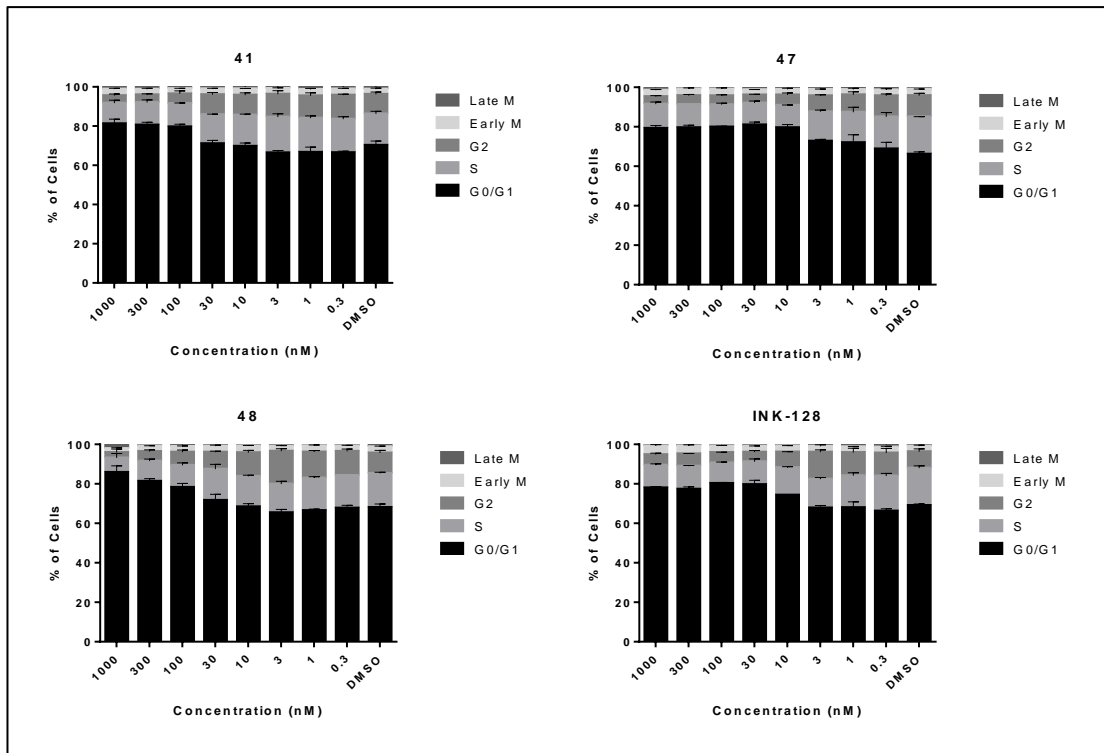 41
% of Cells
100
80
60
40
20
0
1000 300 100 30 10 3 1 0.3 DMSO
Concentration (nM)
Late M
Early M
G2
S
G0/G1
47
% of Cells
100
80
60
40
20
0
1000 300 100 30 10 3 1 0.3 DMSO
Concentration (nM)
Late M
Early M
G2
S
G0/G1
48
% of Cells
100
80
60
40
20
0
1000 300 100 30 10 3 1 0.3 DMSO
Concentration (nM)
Late M
Early M
G2
S
G0/G1
INK-128
% of Cells
100
80
60
40
20
0
1000 300 100 30 10 3 1 0.3 DMSO
Concentration (nM)
Late M
Early M
G2
S
G0/G1